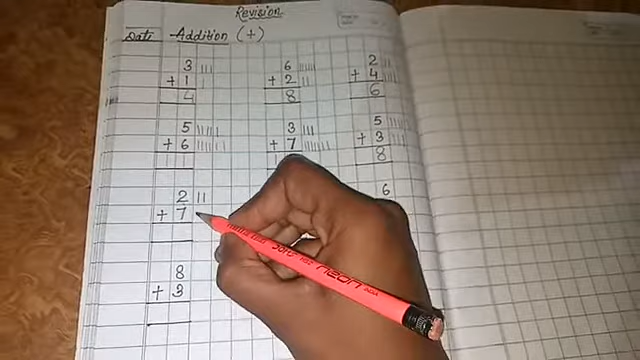 Revision
Date Addition (+)
3 6 2
+ 1 + 2 + 4
4 8 6
5 3 5
+ 6 + 7 + 3
11 8
2 6
+ 7
8
+ 3